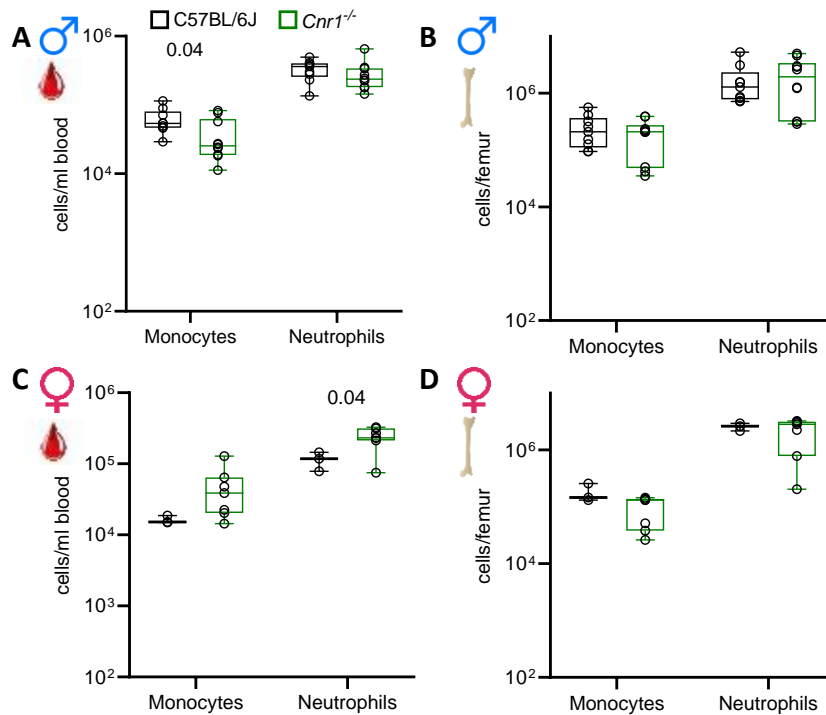 C57BL/6J Cnr1⁻/⁻
A
10⁶
0.04
10⁴
10²
cells/ml blood
Monocytes Neutrophils
B
10⁶
10⁴
10²
cells/femur
Monocytes Neutrophils
C
10⁶
0.04
10⁵
10⁴
10³
10²
cells/ml blood
Monocytes Neutrophils
D
10⁶
10⁴
10²
cells/femur
Monocytes Neutrophils